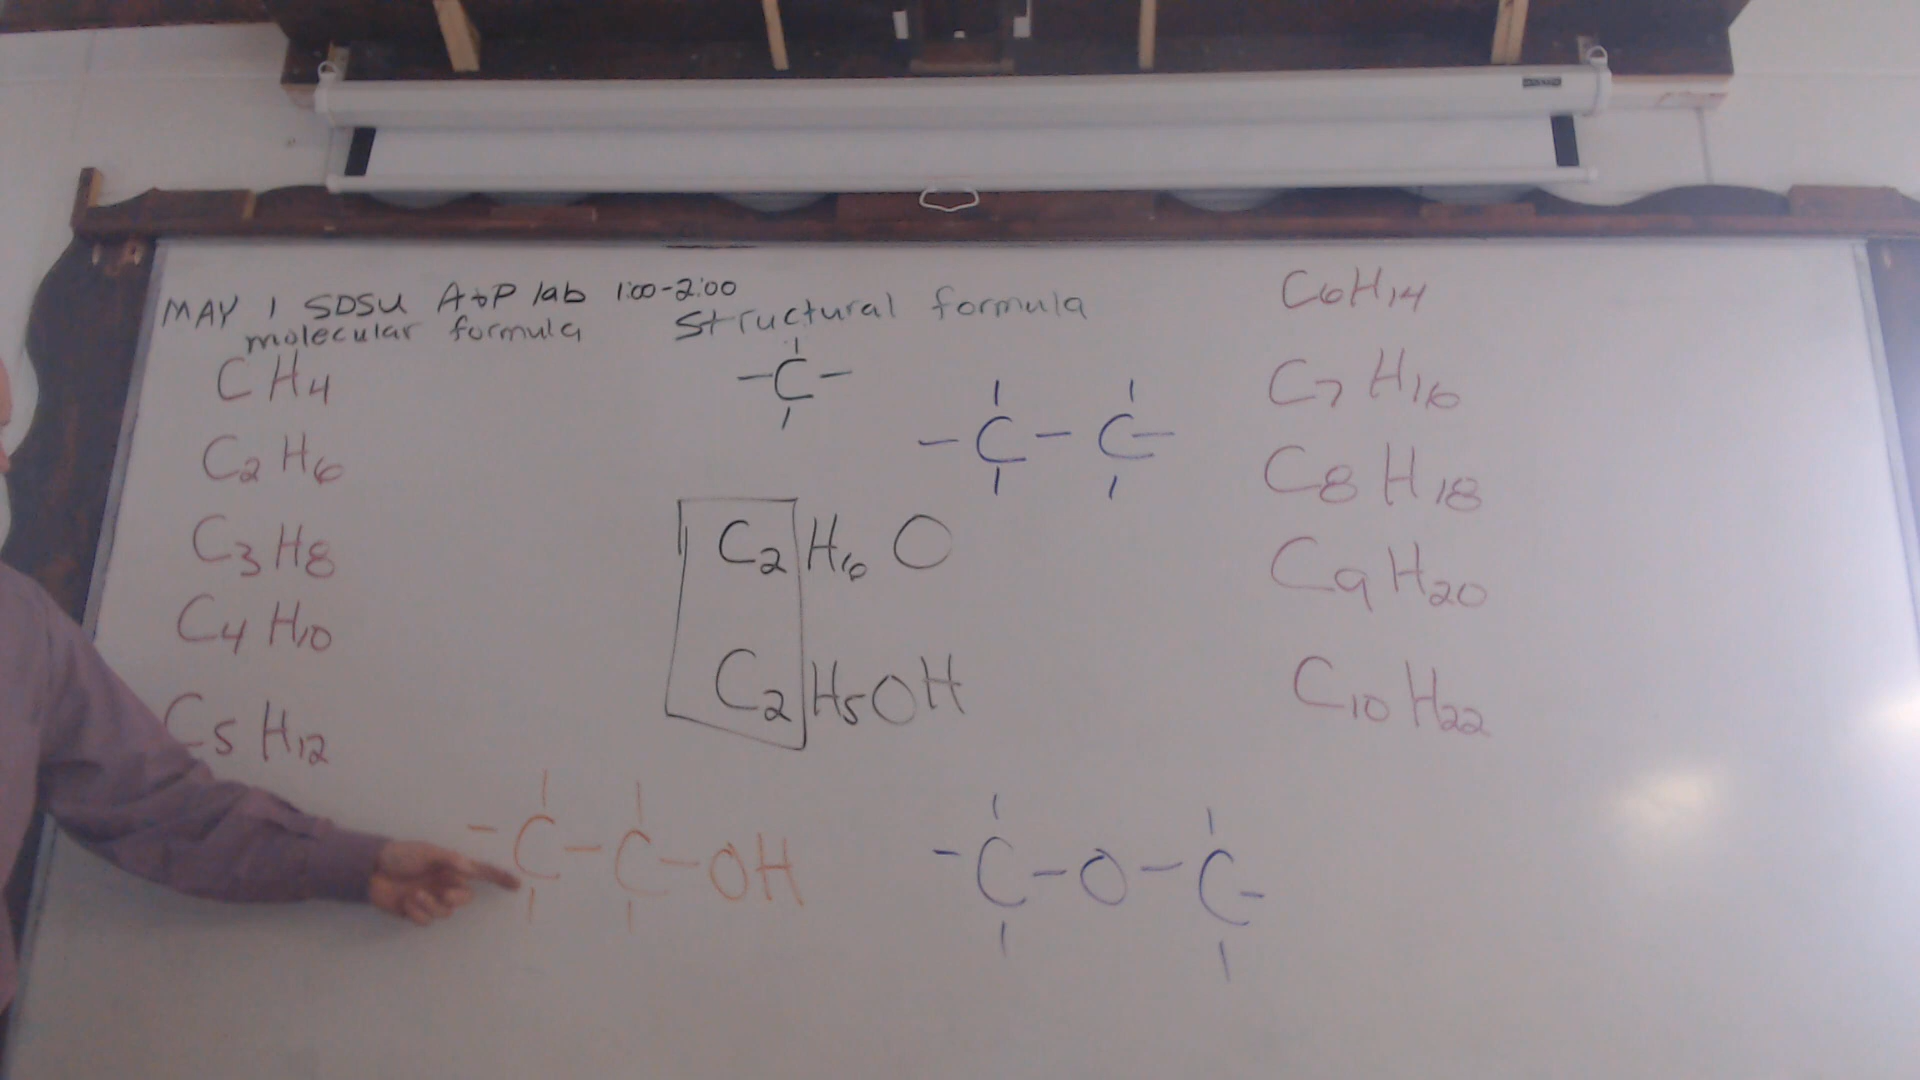 MAY 1 SDSU A+P lab 1:00-2:00
molecular formula
Structural formula
CH4
C2H6
C3H8
C4H10
C5H12
-C-
-C-C-
C2H6O
C2H5OH
-C-C-OH
-C-O-C-
C6H14
C7H16
C8H18
C9H20
C10H22